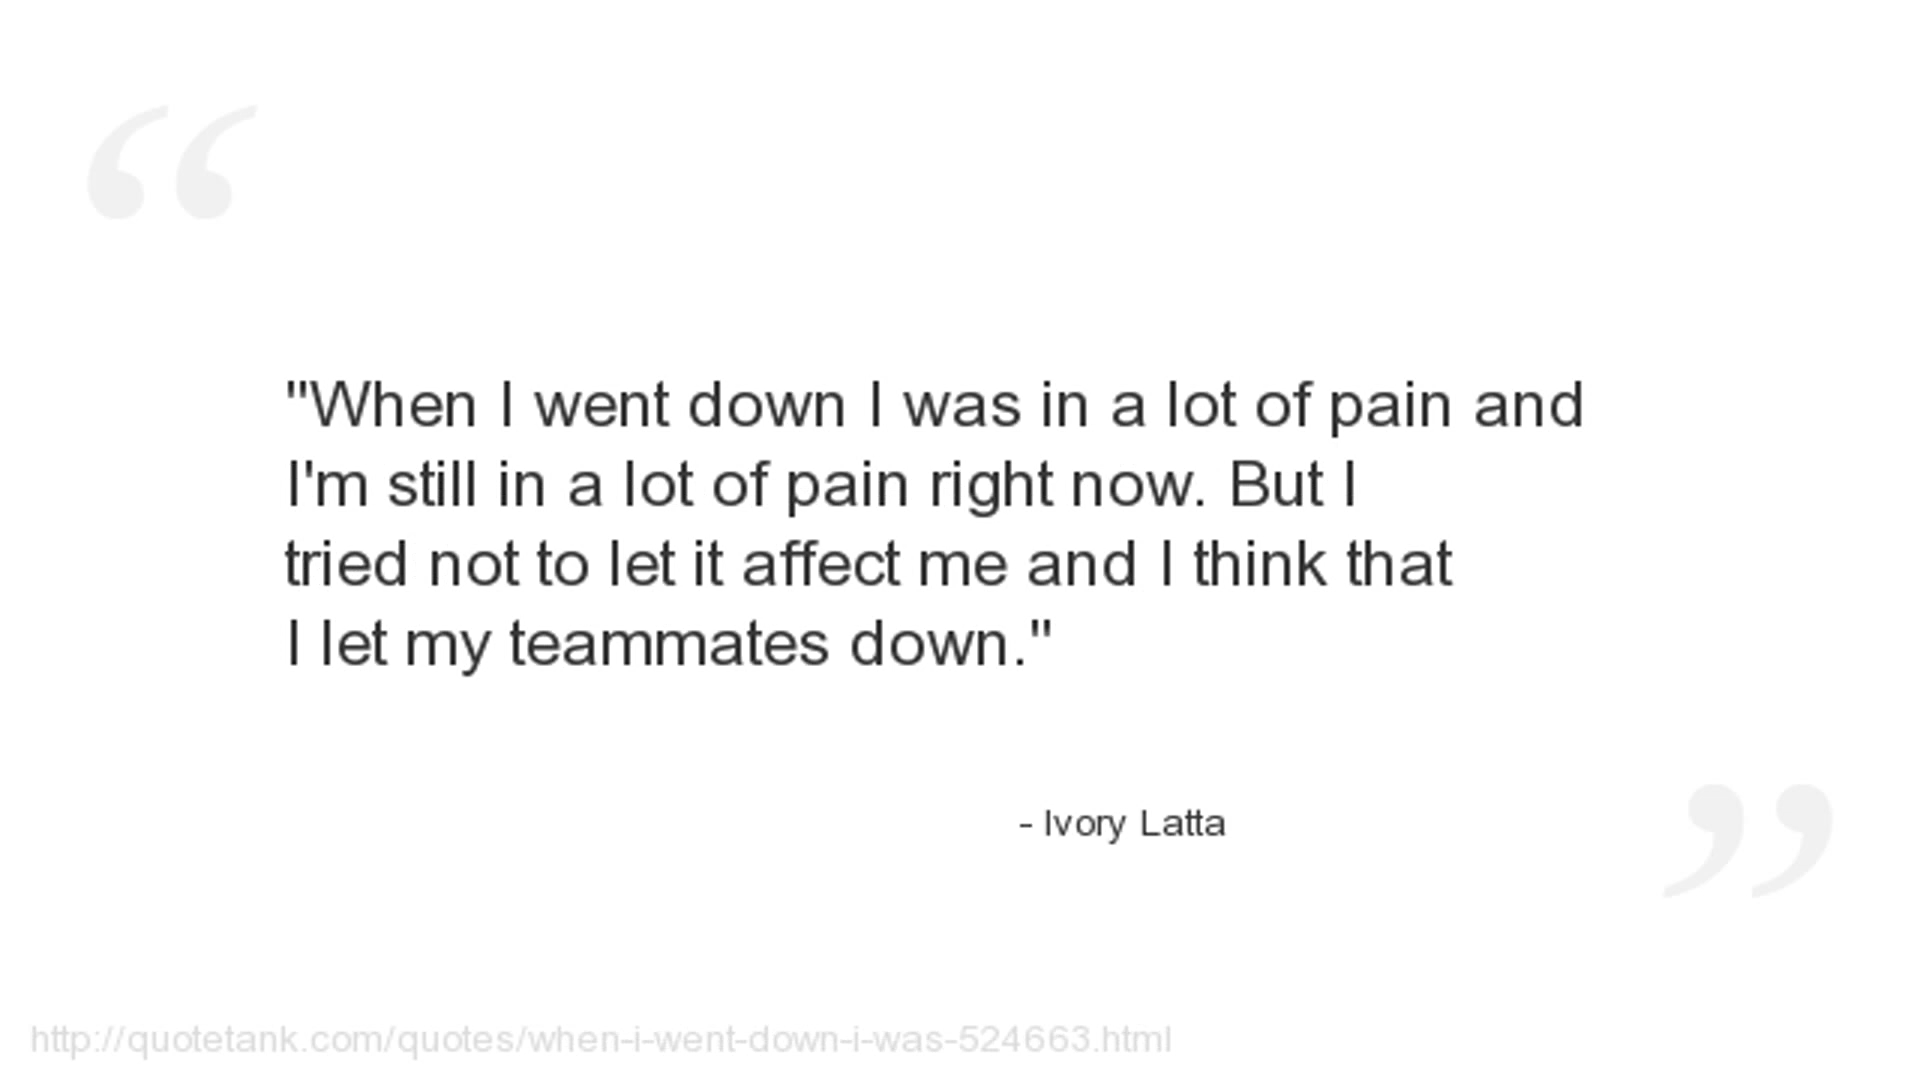 "When I went down I was in a lot of pain and
I'm still in a lot of pain right now. But I
tried not to let it affect me and I think that
I let my teammates down."
- Ivory Latta
http://quotetank.com/quotes/when-i-went-down-i-was-524663.html